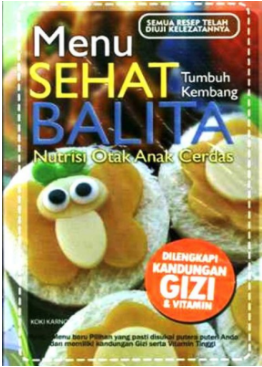 SEMUA RESEP TELAH
DIUJI KELEZATANNYA
Menu
SEHAT
Tumbuh
Kembang
BALITA
Nutrisi Otak Anak Cerdas
DILENGKAPI
KANDUNGAN
GIZI
& VITAMIN
KOKI KARNO
Menu baru Pilihan yang pasti disukai putera puteri Anda
dan memiliki kandungan Gizi serta Vitamin Tinggi